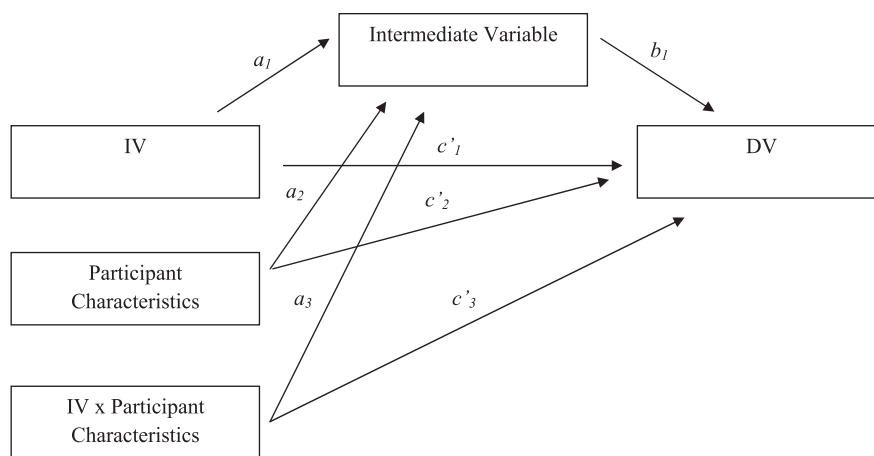 Intermediate Variable
a1
b1
IV
DV
c'1
a2
c'2
Participant
Characteristics
a3
c'3
IV x Participant
Characteristics